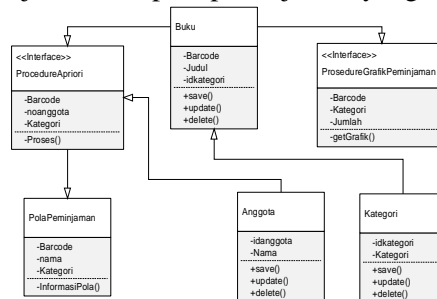 Buku
-Barcode
-Judul
-idkategori
+save()
+update()
+delete()
<<Interface>>
ProcedureApriori
-Barcode
-noanggota
-Kategori
-Proses()
<<Interface>>
ProsedureGrafikPeminjaman
-Barcode
-Kategori
-Jumlah
-getGrafik()
PolaPeminjaman
-Barcode
-nama
-Kategori
-InformasiPola()
Anggota
-idanggota
-Nama
+save()
+update()
+delete()
Kategori
-idkategori
-Kategori
+save()
+update()
+delete()